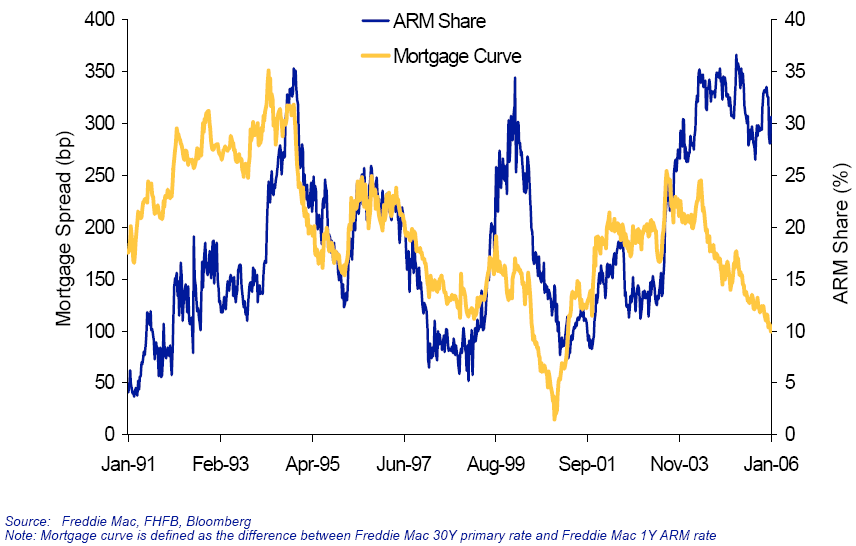 ARM Share
Mortgage Curve
400
350
300
250
200
150
100
50
0
Mortgage Spread (bp)
40
35
30
25
20
15
10
5
0
ARM Share (%)
Jan-91 Feb-93 Apr-95 Jun-97 Aug-99 Sep-01 Nov-03 Jan-06
Source: Freddie Mac, FHFB, Bloomberg
Note: Mortgage curve is defined as the difference between Freddie Mac 30Y primary rate and Freddie Mac 1Y ARM rate